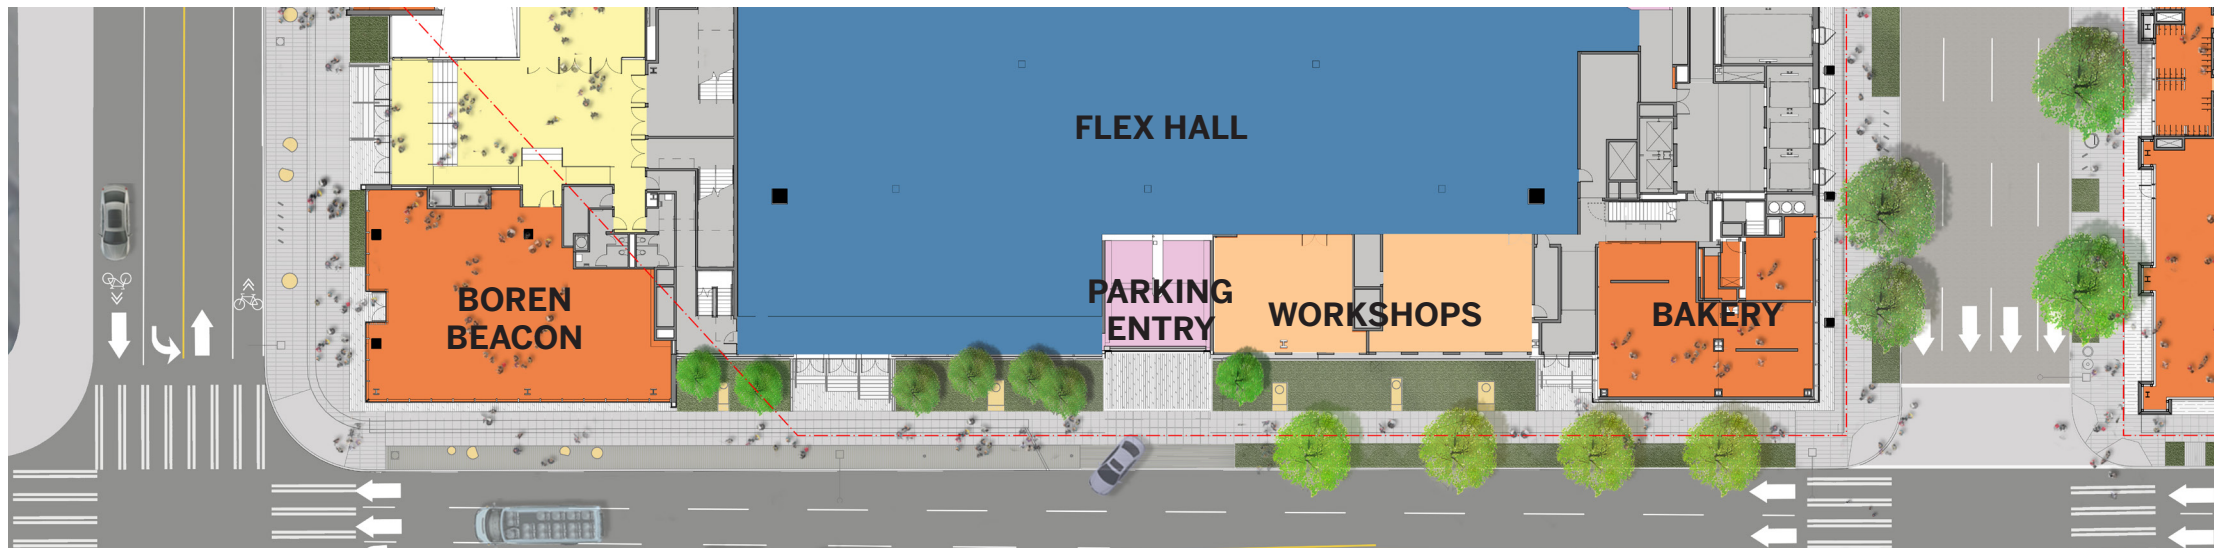 FLEX HALL
BOREN
BEACON
PARKING
ENTRY
WORKSHOPS
BAKERY